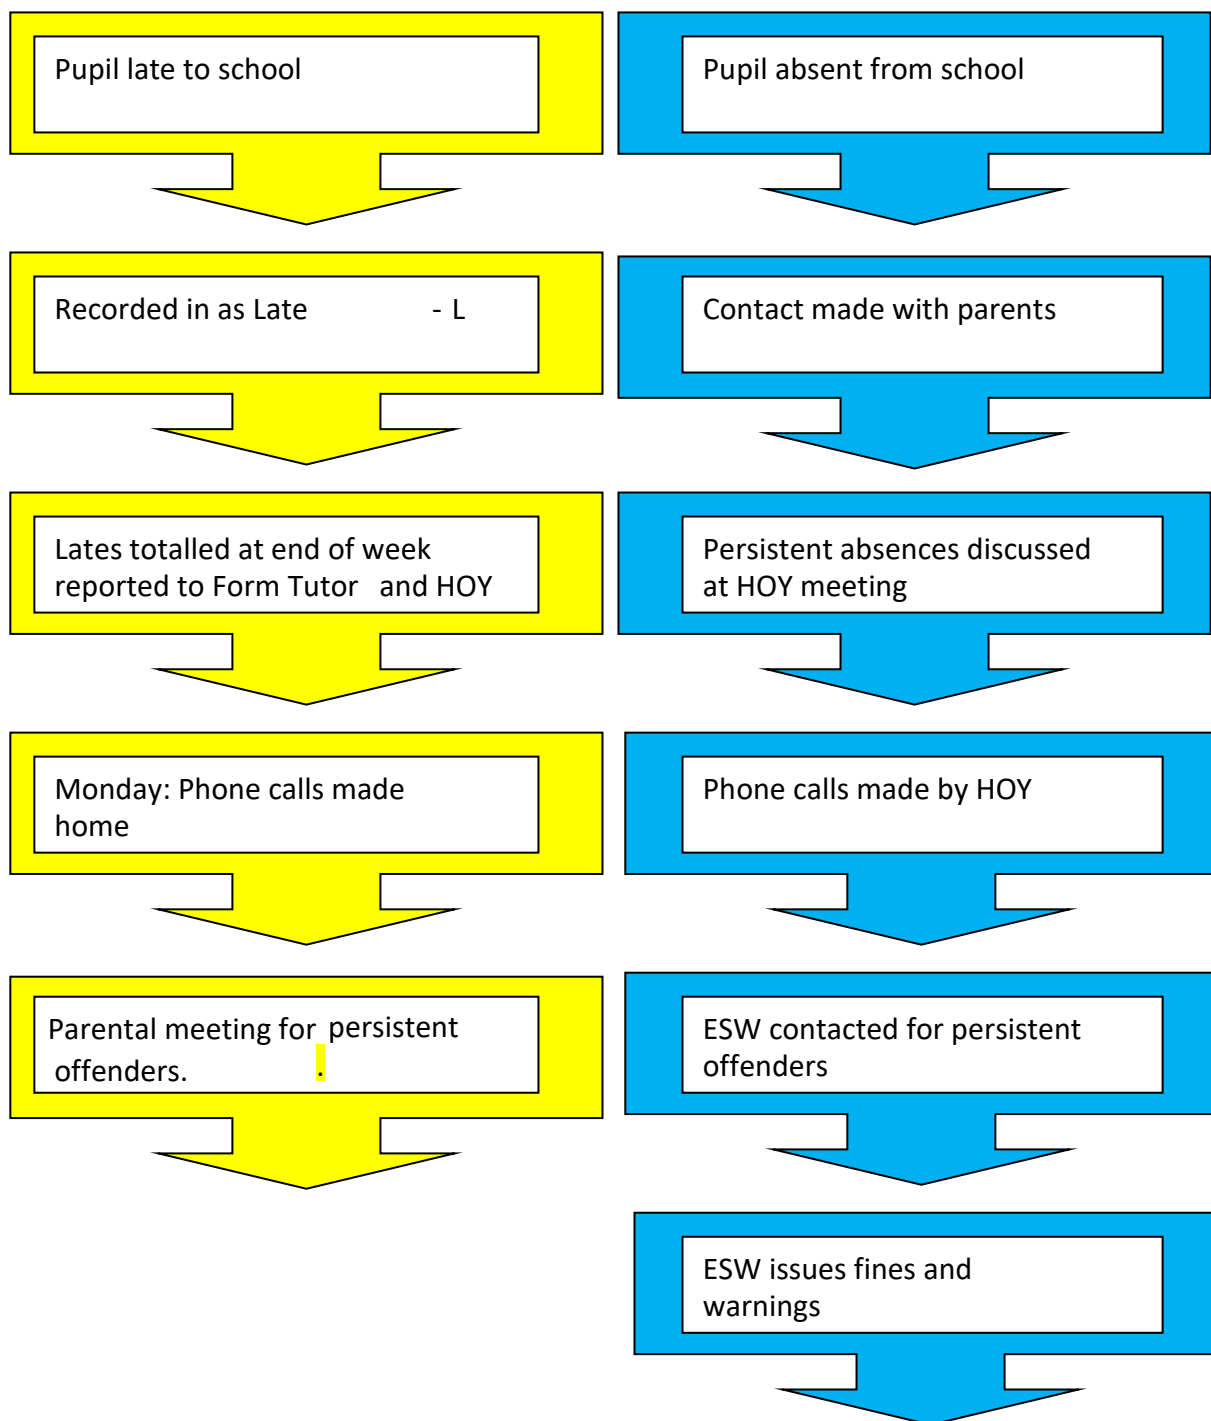 Pupil late to school
Recorded in as Late - L
Lates totalled at end of week
reported to Form Tutor and HOY
Monday: Phone calls made
home
Parental meeting for persistent
offenders. .
Pupil absent from school
Contact made with parents
Persistent absences discussed
at HOY meeting
Phone calls made by HOY
ESW contacted for persistent
offenders
ESW issues fines and
warnings